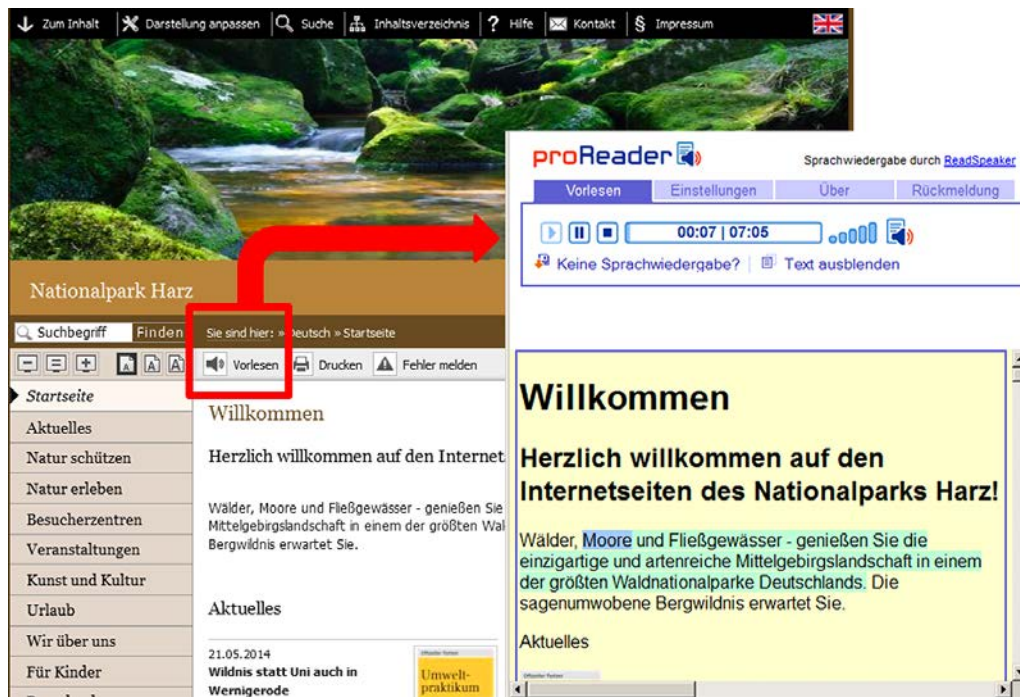 Zum Inhalt Darstellung anpassen Suche Inhaltsverzeichnis ? Hilfe Kontakt § Impressum
Nationalpark Harz
Suchbegriff Finden
Sie sind hier: » Deutsch » Startseite
Vorlesen Drucken Fehler melden
Startseite
Aktuelles
Natur schützen
Natur erleben
Besucherzentren
Veranstaltungen
Kunst und Kultur
Urlaub
Wir über uns
Für Kinder
Willkommen
Herzlich willkommen auf den Internet
Wälder, Moore und Fließgewässer - genießen Sie
Mittelgebirgslandschaft in einem der größten Wal
Bergwildnis erwartet Sie.
Aktuelles
21.05.2014
Wildnis statt Uni auch in
Wernigerode
Umwelt-
praktikum
proReader
Sprachwiedergabe durch ReadSpeaker
Vorlesen Einstellungen Über Rückmeldung
00:07 | 07:05
Keine Sprachwiedergabe? Text ausblenden
Willkommen
Herzlich willkommen auf den
Internetseiten des Nationalparks Harz!
Wälder, Moore und Fließgewässer - genießen Sie die
einzigartige und artenreiche Mittelgebirgslandschaft in einem
der größten Waldnationalparke Deutschlands. Die
sagenumwobene Bergwildnis erwartet Sie.
Aktuelles